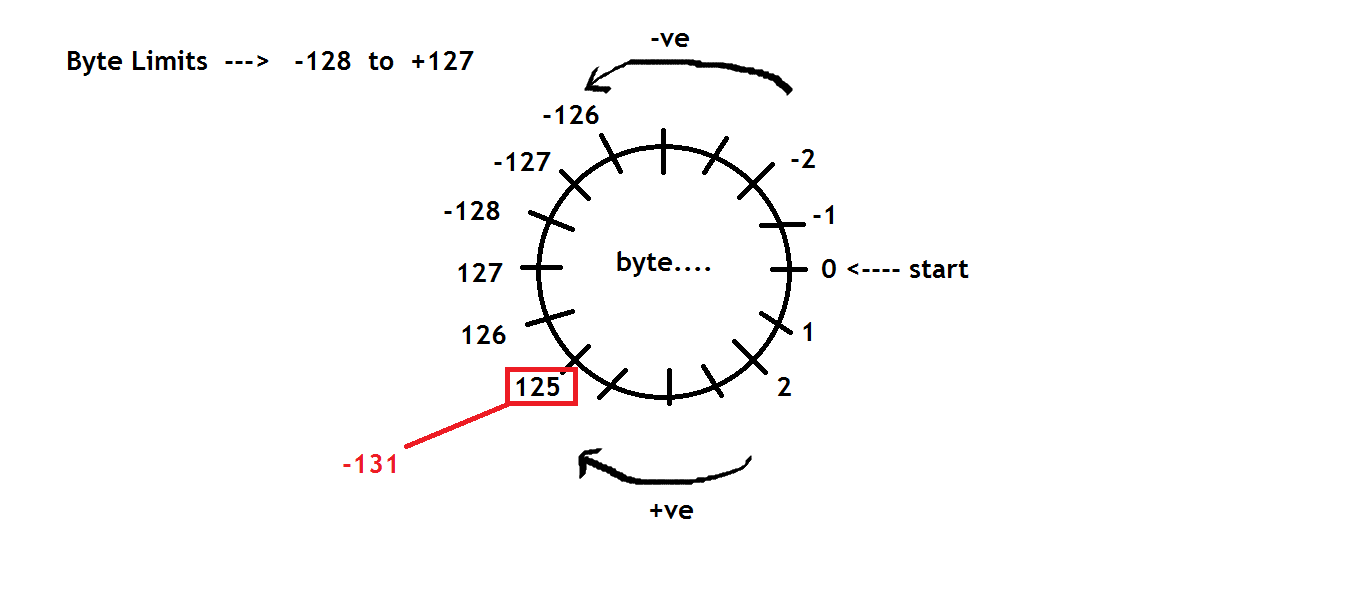 Byte Limits ---> -128 to +127
-ve
-126
-127
-128
127
126
125
-131
-2
-1
0 <---- start
1
2
byte....
+ve